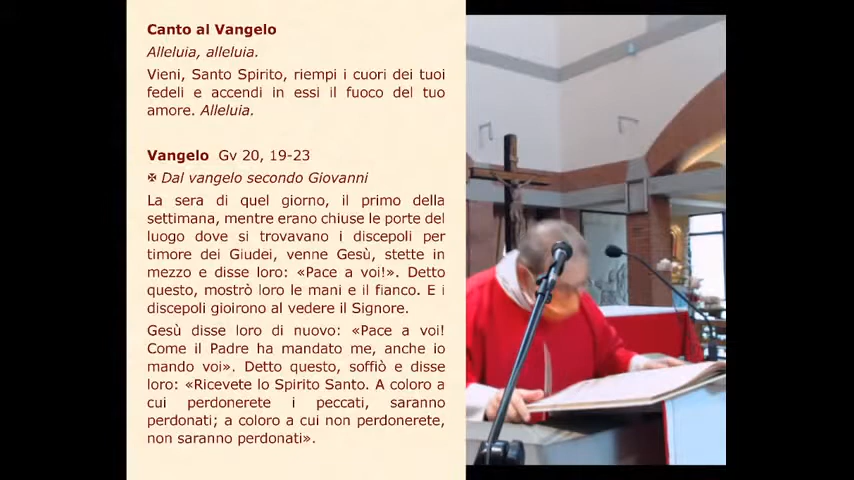 Canto al Vangelo
Alleluia, alleluia.
Vieni, Santo Spirito, riempi i cuori dei tuoi
fedeli e accendi in essi il fuoco del tuo
amore. Alleluia.
Vangelo Gv 20, 19-23
✠ Dal vangelo secondo Giovanni
La sera di quel giorno, il primo della
settimana, mentre erano chiuse le porte del
luogo dove si trovavano i discepoli per
timore dei Giudei, venne Gesù, stette in
mezzo e disse loro: «Pace a voi!». Detto
questo, mostrò loro le mani e il fianco. E i
discepoli gioirono al vedere il Signore.
Gesù disse loro di nuovo: «Pace a voi!
Come il Padre ha mandato me, anche io
mando voi». Detto questo, soffiò e disse
loro: «Ricevete lo Spirito Santo. A coloro a
cui perdonerete i peccati, saranno
perdonati; a coloro a cui non perdonerete,
non saranno perdonati».